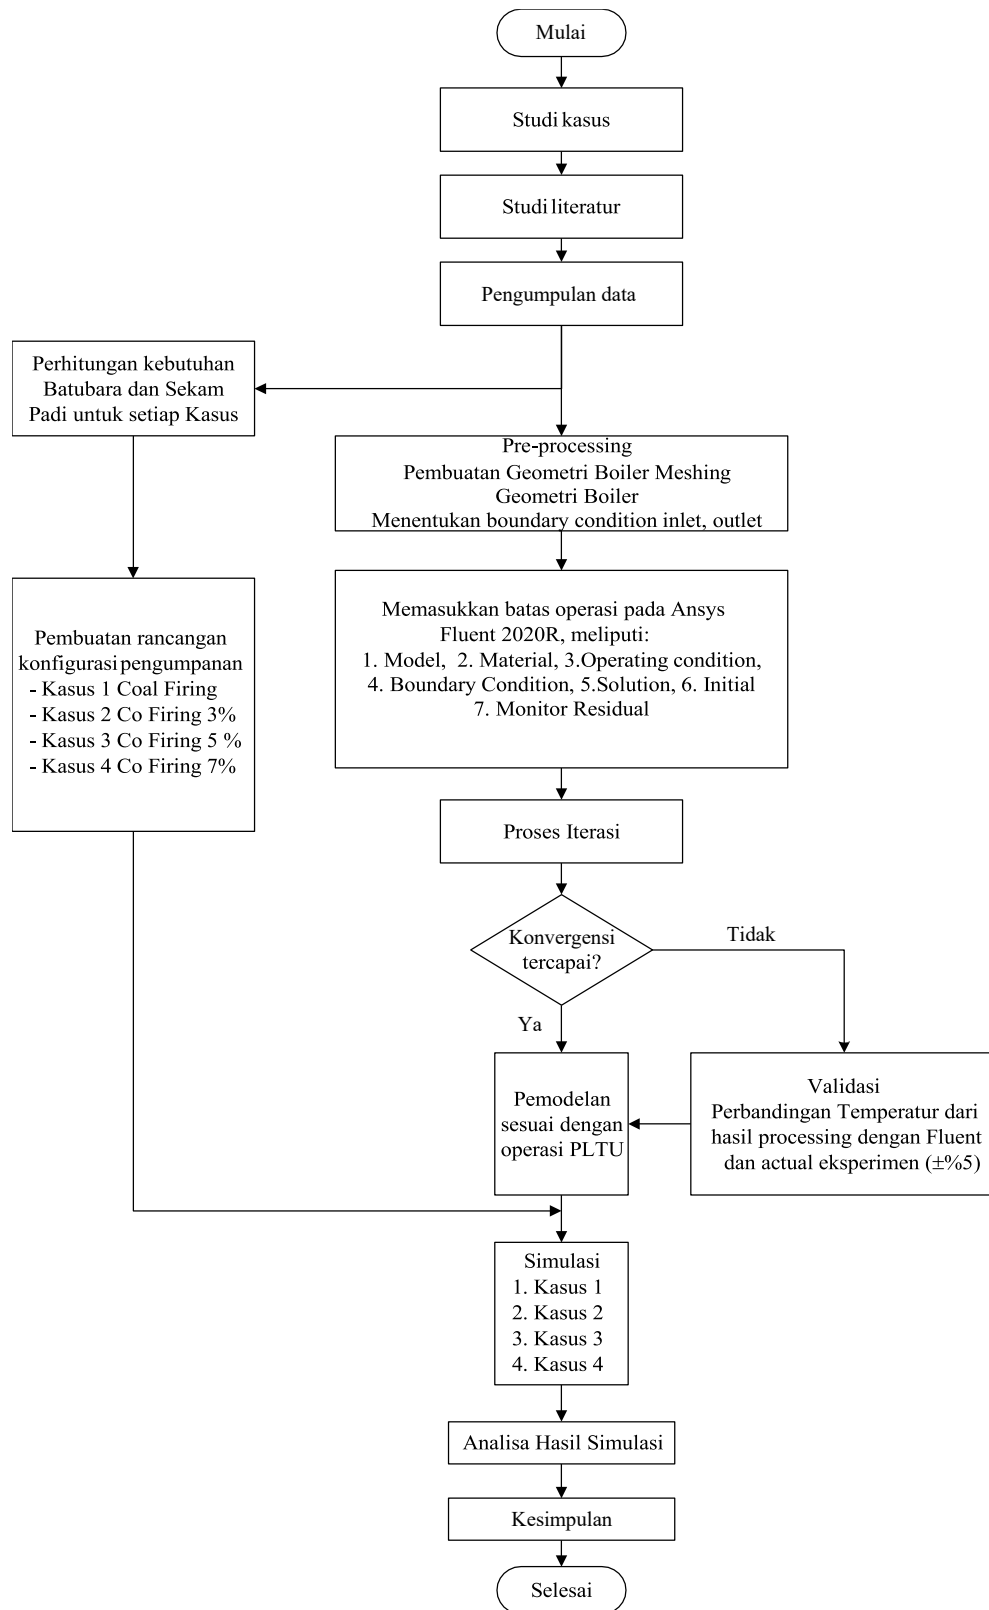 Mulai
Studi kasus
Studi literatur
Pengumpulan data
Perhitungan kebutuhan
Batubara dan Sekam
Padi untuk setiap Kasus
Pre-processing
Pembuatan Geometri Boiler Meshing
Geometri Boiler
Menentukan boundary condition inlet, outlet
Pembuatan rancangan
konfigurasi pengumpanan
- Kasus 1 Coal Firing
- Kasus 2 Co Firing 3%
- Kasus 3 Co Firing 5 %
- Kasus 4 Co Firing 7%
Memasukkan batas operasi pada Ansys
Fluent 2020R, meliputi:
1. Model, 2. Material, 3.Operating condition,
4. Boundary Condition, 5.Solution, 6. Initial
7. Monitor Residual
Proses Iterasi
Konvergensi
tercapai?
Tidak
Ya
Pemodelan
sesuai dengan
operasi PLTU
Validasi
Perbandingan Temperatur dari
hasil processing dengan Fluent
dan actual eksperimen (±%5)
Simulasi
1. Kasus 1
2. Kasus 2
3. Kasus 3
4. Kasus 4
Analisa Hasil Simulasi
Kesimpulan
Selesai